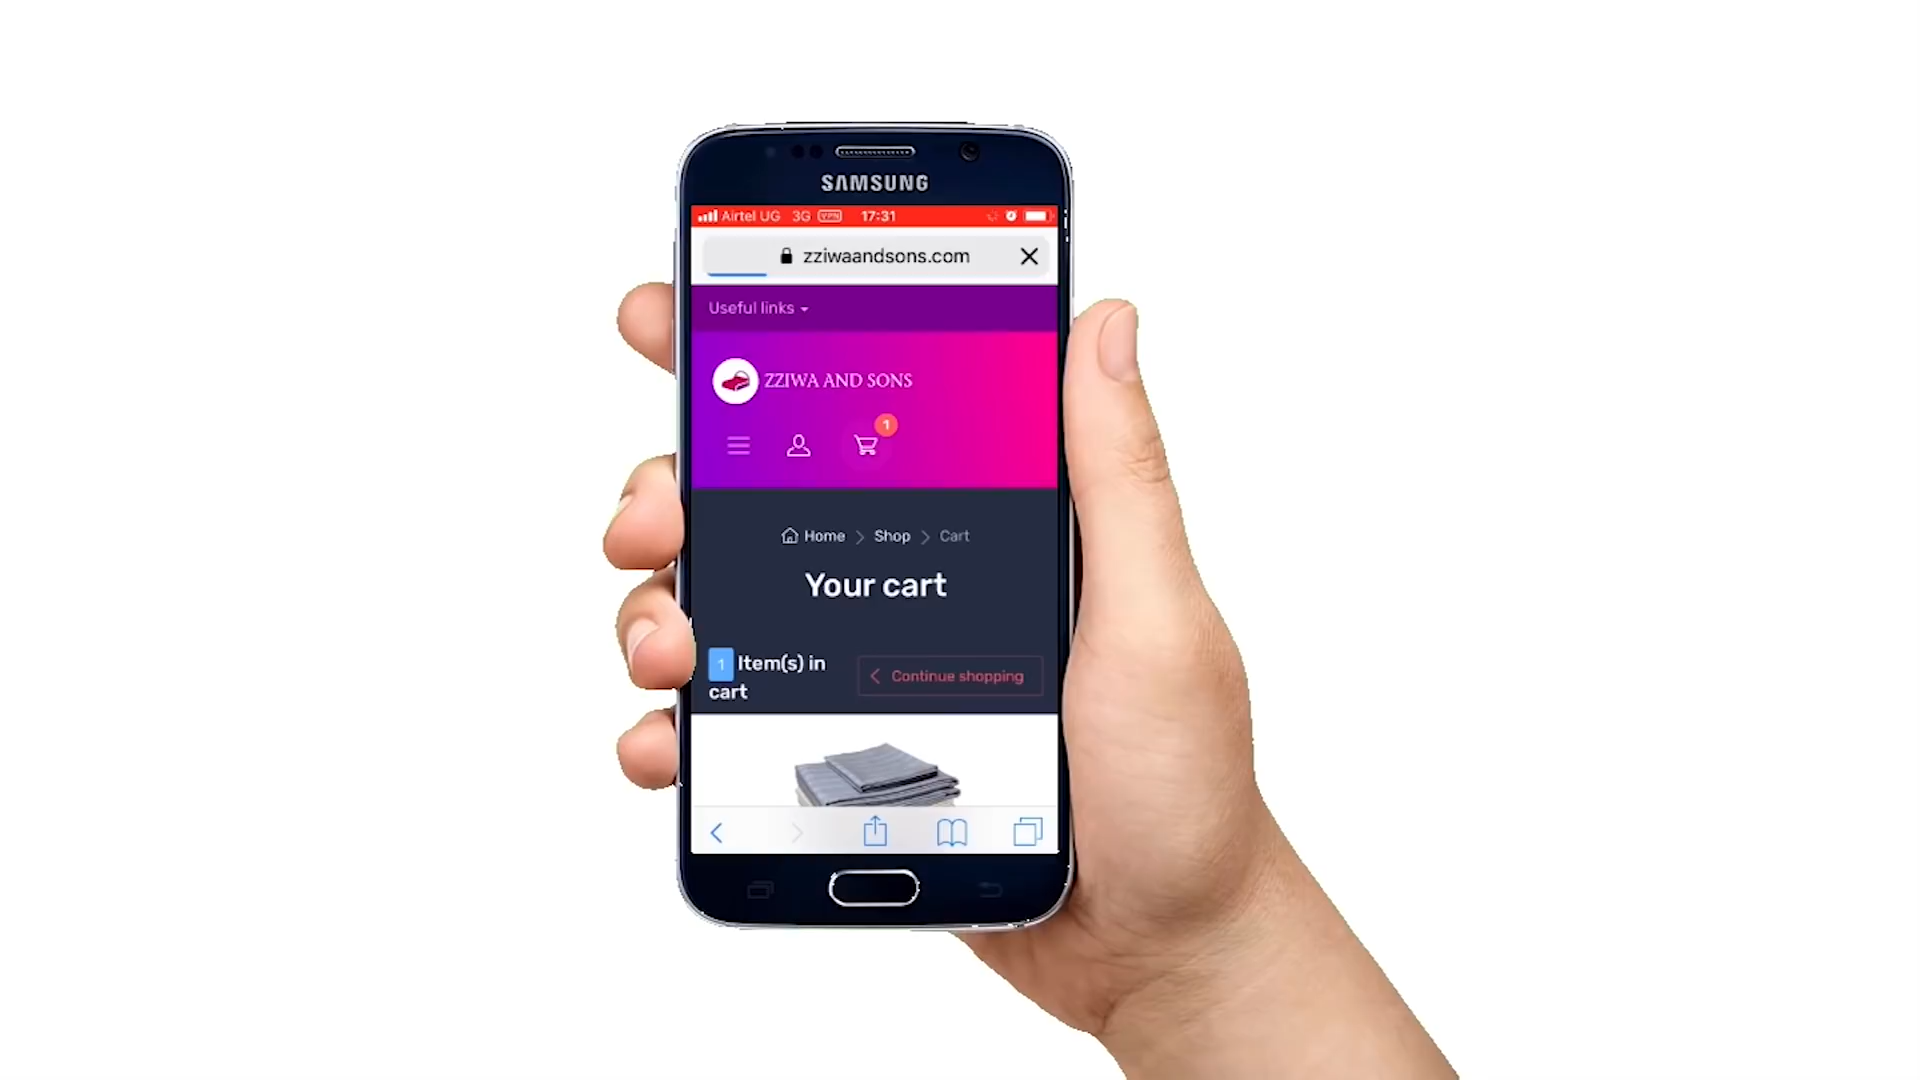 SAMSUNG
Airtel UG 3G VPN 17:31
zziwaandsons.com
Useful links
ZZIWA AND SONS
1
Home > Shop > Cart
Your cart
1 Item(s) in
cart
Continue shopping